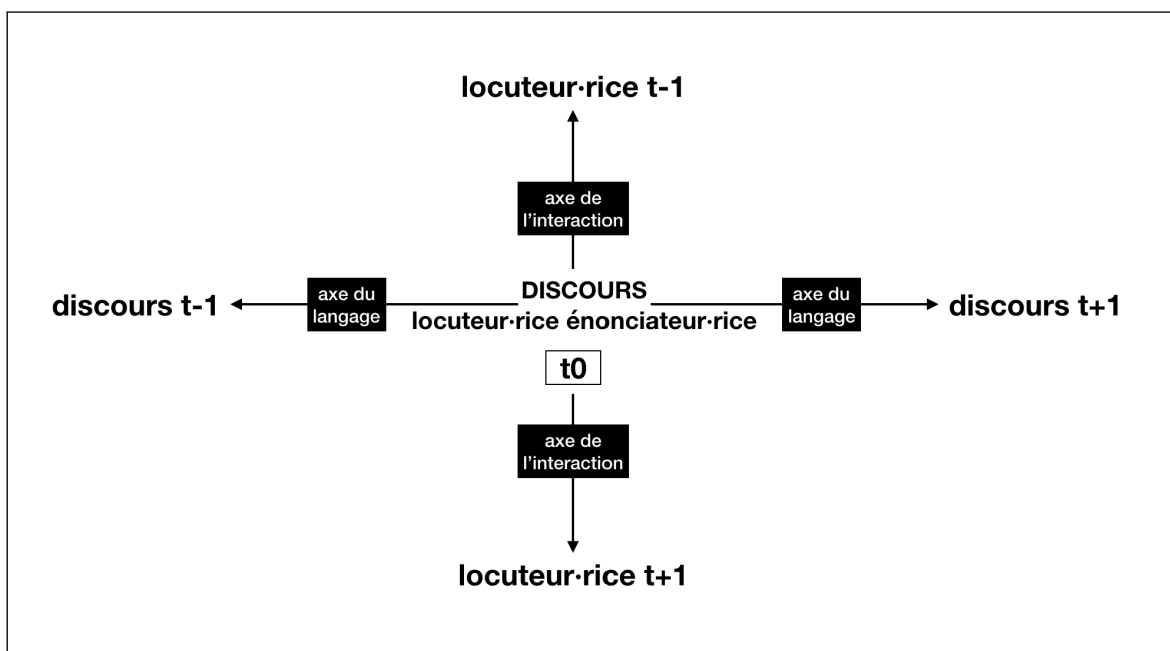 locuteur·rice t-1
axe de
l’interaction
discours t-1
axe du
langage
DISCOURS
locuteur·rice énonciateur·rice
axe du
langage
discours t+1
t0
axe de
l’interaction
locuteur·rice t+1